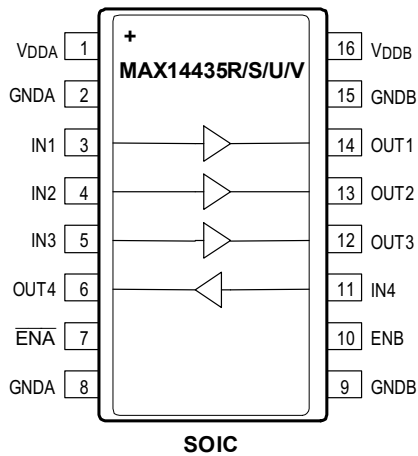 +
MAX14435R/S/U/V
VDDA 1 16 VDDB
GNDA 2 15 GNDB
IN1 3 14 OUT1
IN2 4 13 OUT2
IN3 5 12 OUT3
OUT4 6 11 IN4
E̅N̅A̅ 7 10 ENB
GNDA 8 9 GNDB
SOIC